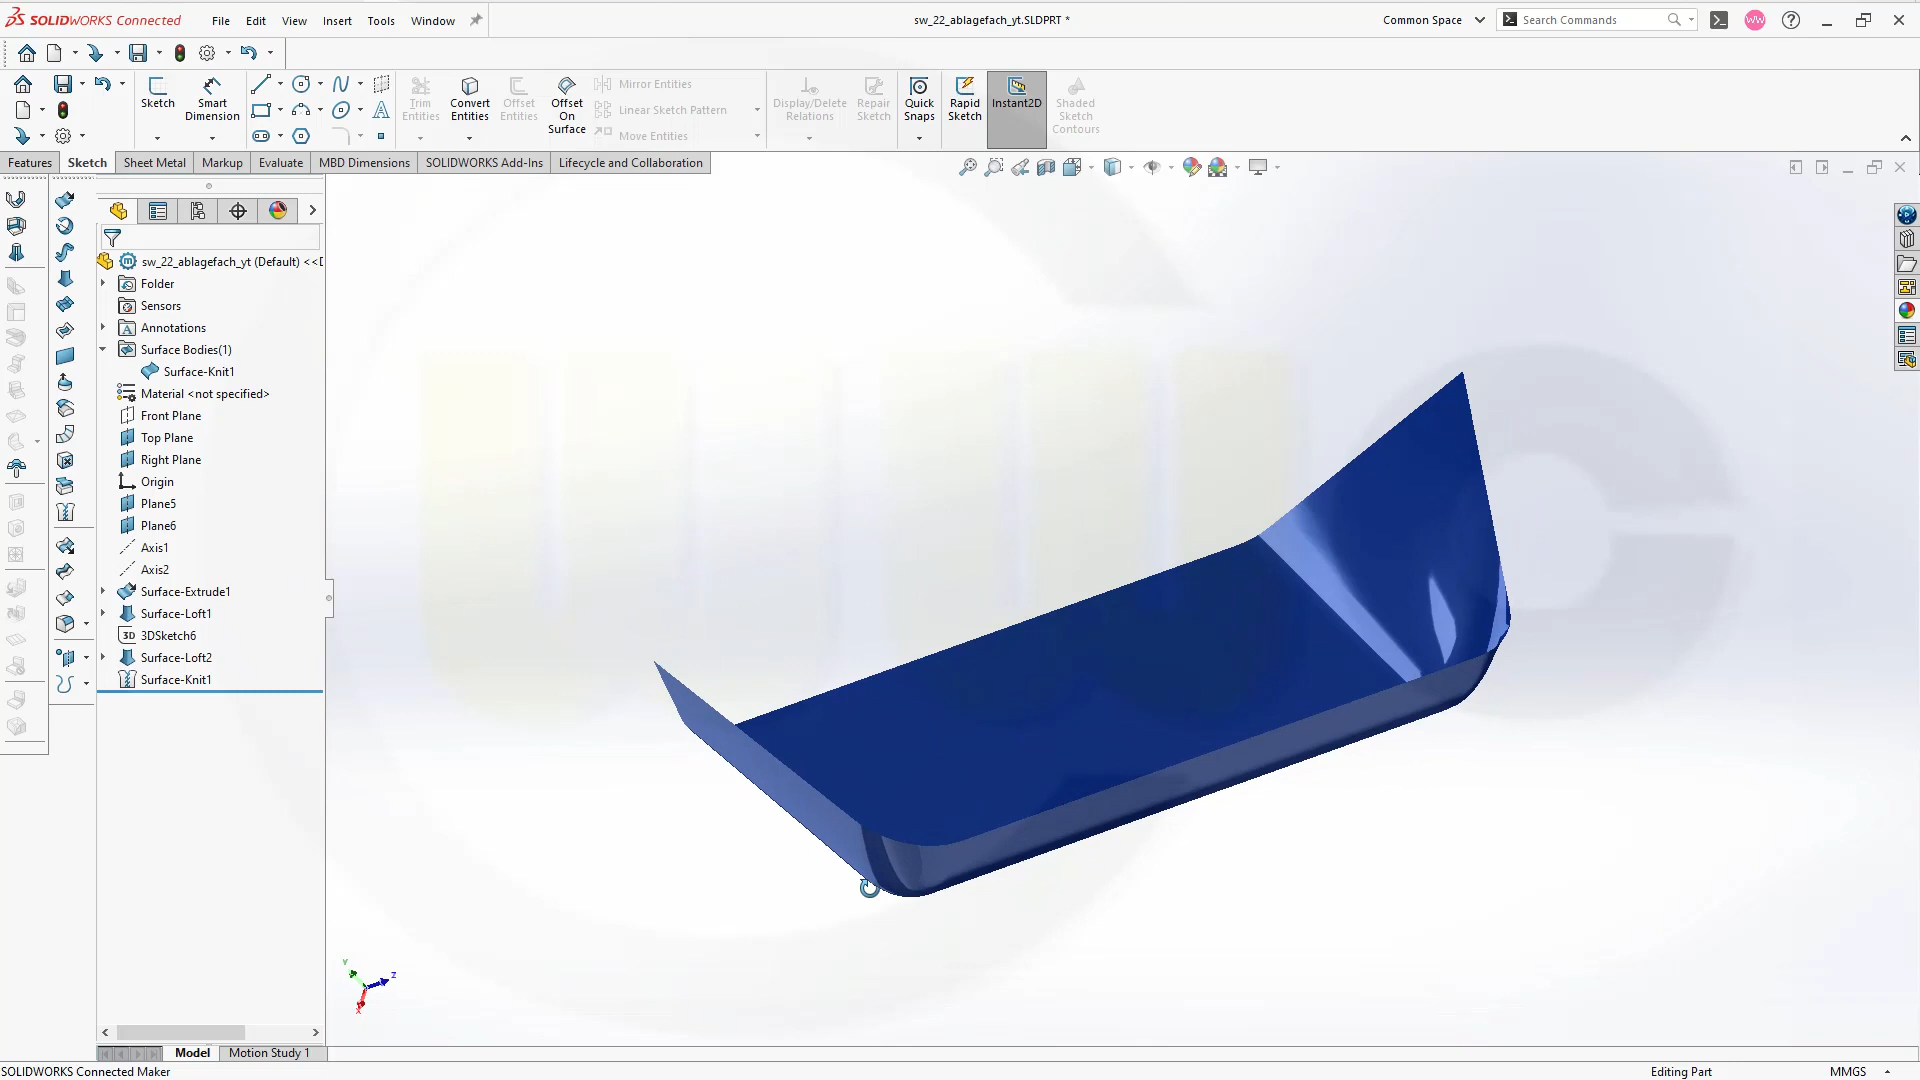 SOLIDWORKS Connected
File Edit View Insert Tools Window
sw_22_ablagefach_yt.SLDPRT *
Common Space
Search Commands
WW
Sketch
Smart Dimension
Trim Entities
Convert Entities
Offset Entities
Offset On Surface
Mirror Entities
Linear Sketch Pattern
Move Entities
Display/Delete Relations
Repair Sketch
Quick Snaps
Rapid Sketch
Instant2D
Shaded Sketch Contours
Features Sketch Sheet Metal Markup Evaluate MBD Dimensions SOLIDWORKS Add-Ins Lifecycle and Collaboration
sw_22_ablagefach_yt (Default) <<D
Folder
Sensors
Annotations
Surface Bodies(1)
Surface-Knit1
Material <not specified>
Front Plane
Top Plane
Right Plane
Origin
Plane5
Plane6
Axis1
Axis2
Surface-Extrude1
Surface-Loft1
3D 3DSketch6
Surface-Loft2
Surface-Knit1
Y
Z
X
Model Motion Study 1
SOLIDWORKS Connected Maker
Editing Part
MMGS